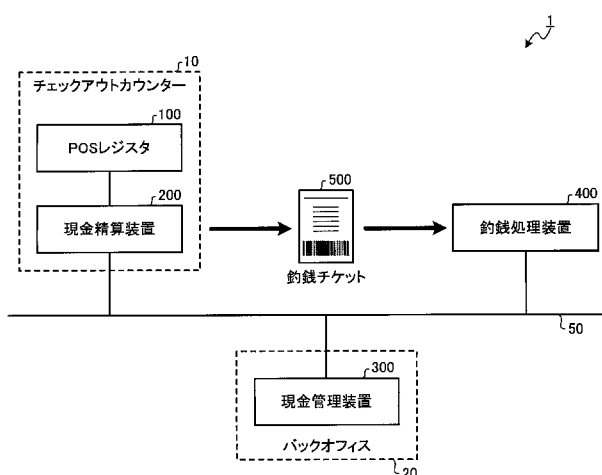 1
10
チェックアウトカウンター
100
POSレジスタ
200
現金精算装置
500
釣銭チケット
400
釣銭処理装置
50
300
現金管理装置
バックオフィス
20